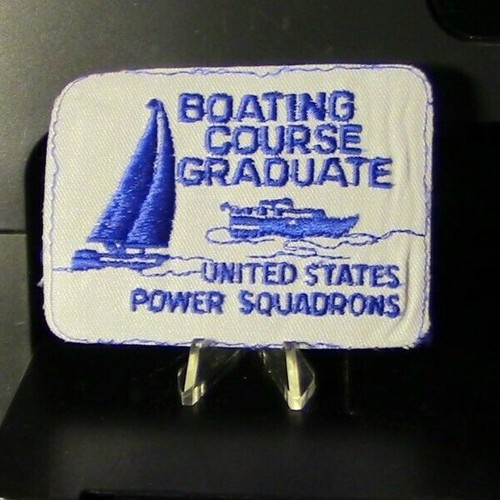 BOATING
COURSE
GRADUATE
UNITED STATES
POWER SQUADRONS